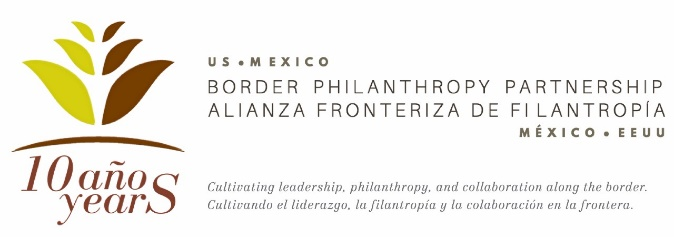 US • MEXICO
BORDER PHILANTHROPY PARTNERSHIP
ALIANZA FRONTERIZA DE FILANTROPÍA
MÉXICO • EEUU
10 años
years
Cultivating leadership, philanthropy, and collaboration along the border.
Cultivando el liderazgo, la filantropía y la colaboración en la frontera.